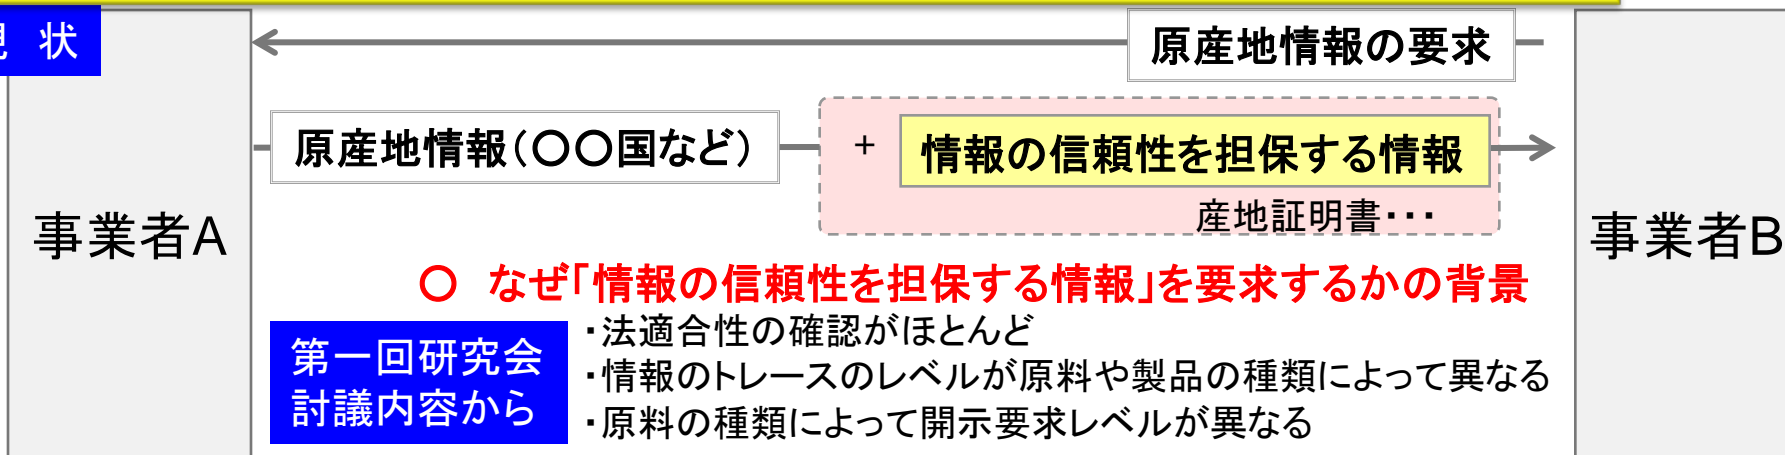 現 状
原産地情報の要求
原産地情報(〇〇国など)
+
情報の信頼性を担保する情報
産地証明書・・・
事業者A
事業者B
〇 なぜ「情報の信頼性を担保する情報」を要求するかの背景
第一回研究会
討議内容から
・法適合性の確認がほとんど
・情報のトレースのレベルが原料や製品の種類によって異なる
・原料の種類によって開示要求レベルが異なる